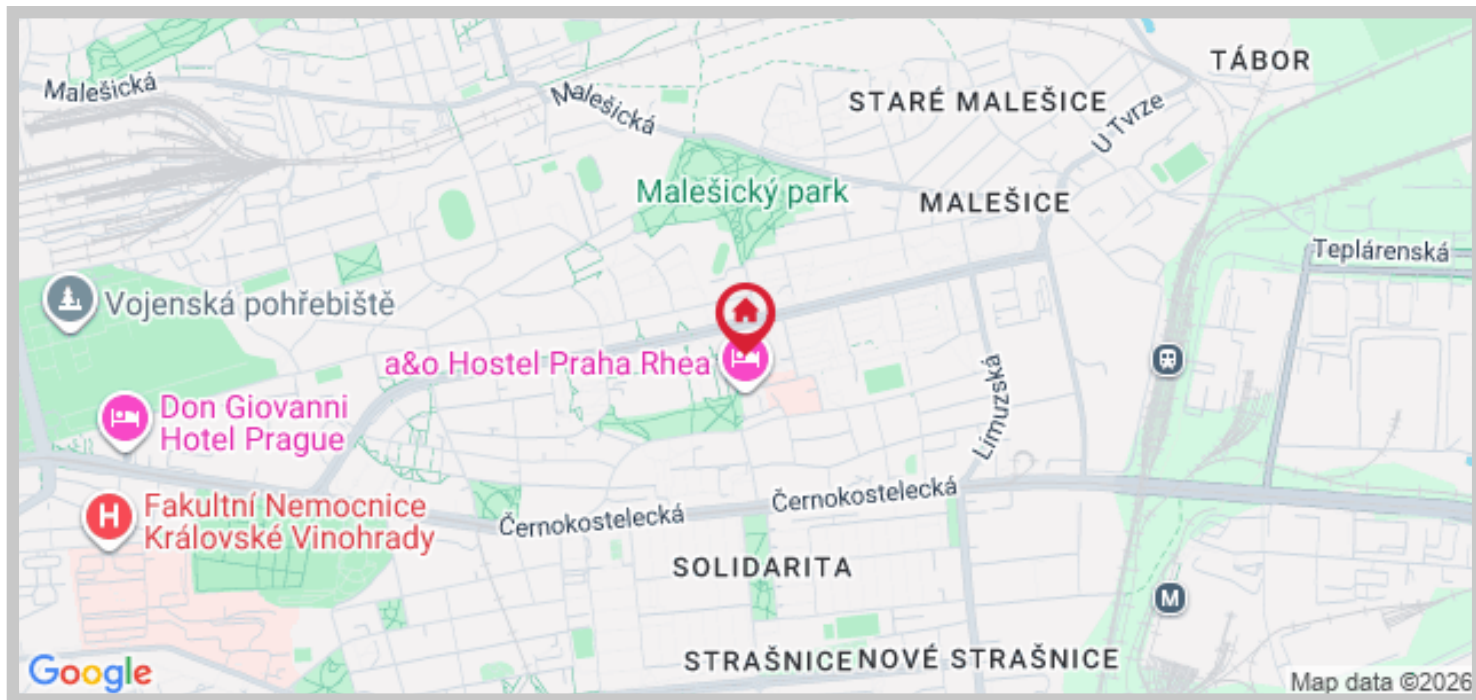 TÁBOR
Malešická
Malešická
STARÉ MALEŠICE
U Tvrze
Malešický park
MALEŠICE
Teplárenská
Vojenská pohřebiště
a&o Hostel Praha Rhea
Don Giovanni
Hotel Prague
Limuzská
Fakultní Nemocnice
Královské Vinohrady
H
Černokostelecká
Černokostelecká
SOLIDARITA
M
STRAŠNICE
NOVÉ STRAŠNICE
Google
Map data ©2026